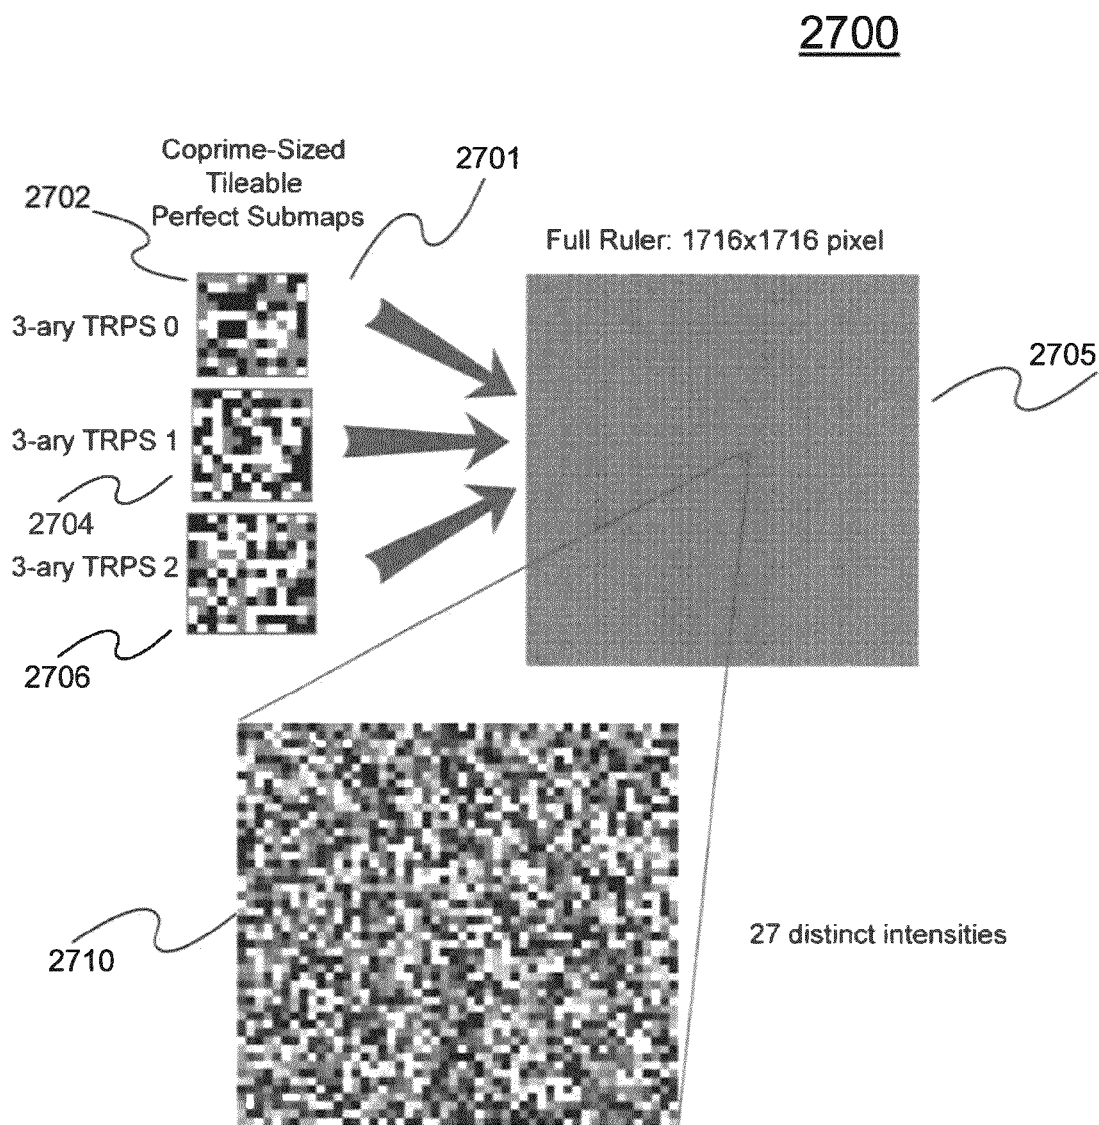 2700
Coprime-Sized
Tileable
Perfect Submaps
2701
2702
Full Ruler: 1716x1716 pixel
3-ary TRPS 0
2705
3-ary TRPS 1
2704
3-ary TRPS 2
2706
2710
27 distinct intensities